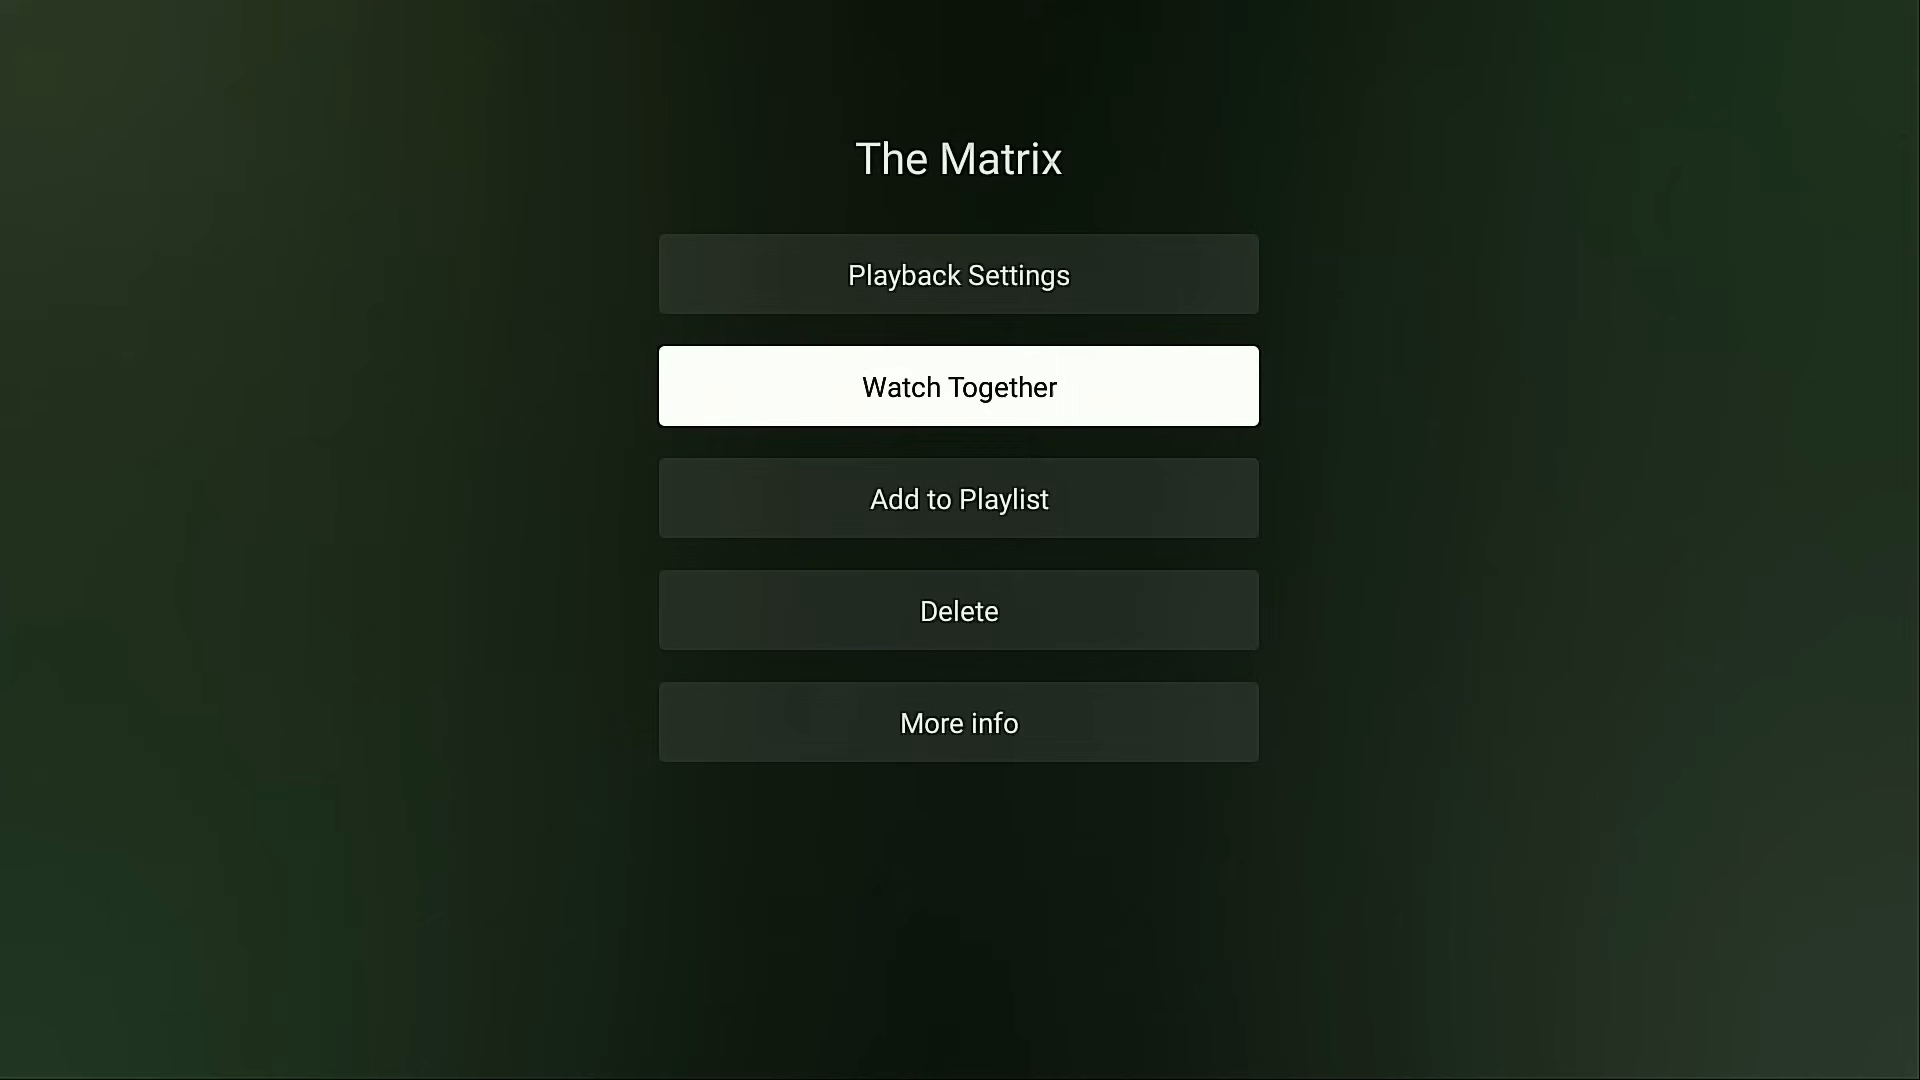 The Matrix
Playback Settings
Watch Together
Add to Playlist
Delete
More info